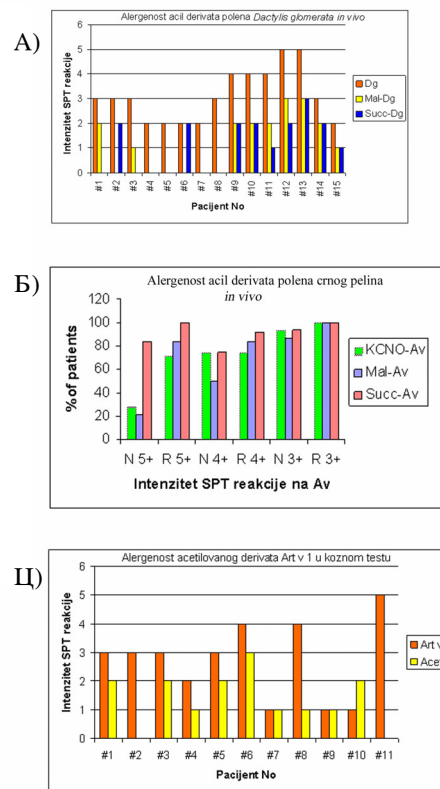 А)
Alergenost acil derivata polena Dactylis glomerata in vivo
Intenzitet SPT reakcije
6
5
4
3
2
1
0
#1 #2 #3 #4 #5 #6 #7 #8 #9 #10 #11 #12 #13 #14 #15
Pacijent No
Dg
Mal-Dg
Succ-Dg
Б)
Alergenost acil derivata polena crnog pelina
in vivo
%of patients
120
100
80
60
40
20
0
N 5+ R 5+ N 4+ R 4+ N 3+ R 3+
Intenzitet SPT reakcije na Av
KCNO-Av
Mal-Av
Succ-Av
Ц)
Alergenost acetilovanog derivata Art v 1 u koznom testu
Intenzitet SPT reakcije
6
5
4
3
2
1
0
#1 #2 #3 #4 #5 #6 #7 #8 #9 #10 #11
Pacijent No
Art v
Ace